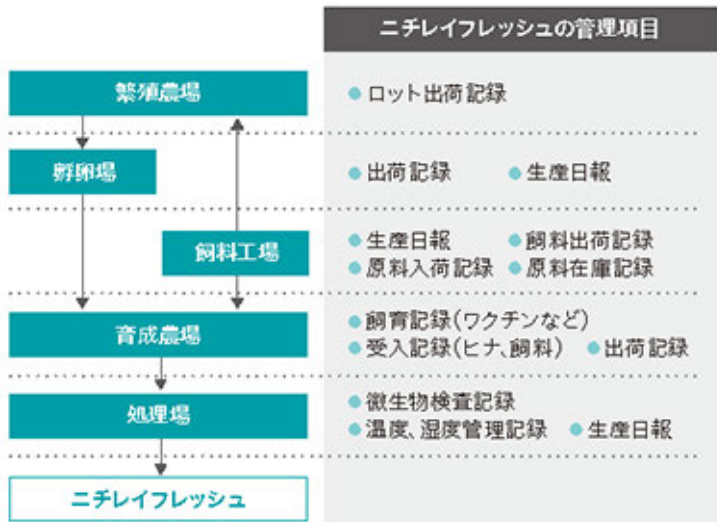 ニチレイフレッシュの管理項目
繁殖農場
●ロット出荷記録
孵卵場
●出荷記録 ●生産日報
飼料工場
●生産日報 ●飼料出荷記録
●原料入荷記録 ●原料在庫記録
育成農場
●飼育記録(ワクチンなど)
●受入記録(ヒナ、飼料) ●出荷記録
処理場
●微生物検査記録
●温度、湿度管理記録 ●生産日報
ニチレイフレッシュ